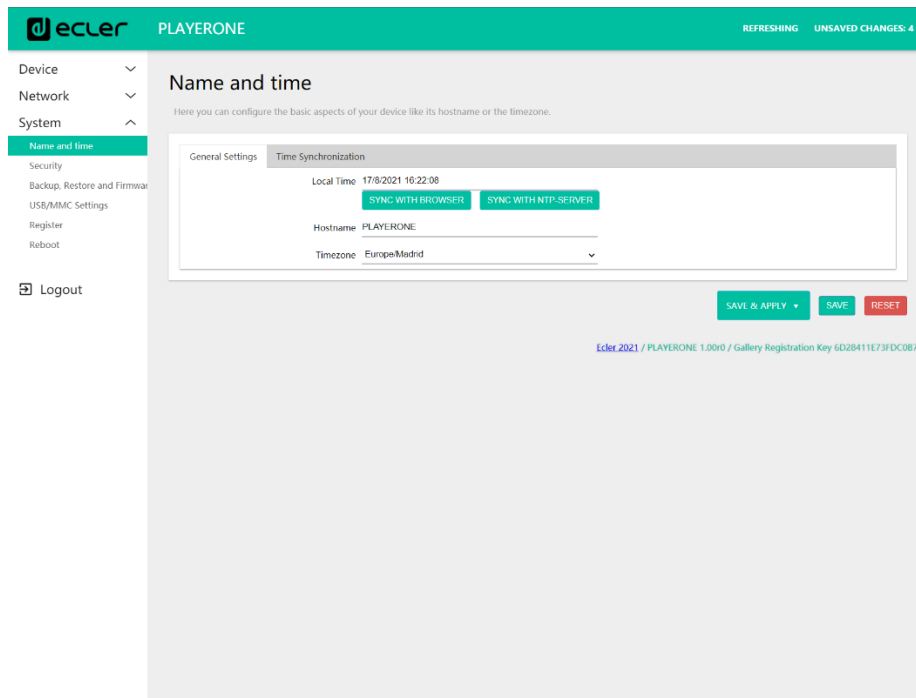 ecler PLAYERONE REFRESHING UNSAVED CHANGES: 4
Device
Network
System
Name and time
Security
Backup, Restore and Firmwar
USB/MMC Settings
Register
Reboot
Logout
Name and time
Here you can configure the basic aspects of your device like its hostname or the timezone.
General Settings Time Synchronization
Local Time 17/8/2021 16:22:08
SYNC WITH BROWSER SYNC WITH NTP-SERVER
Hostname PLAYERONE
Timezone Europe/Madrid
SAVE & APPLY SAVE RESET
Ecler 2021 / PLAYERONE 1.00r0 / Gallery Registration Key 6D28411E73FDC0B7